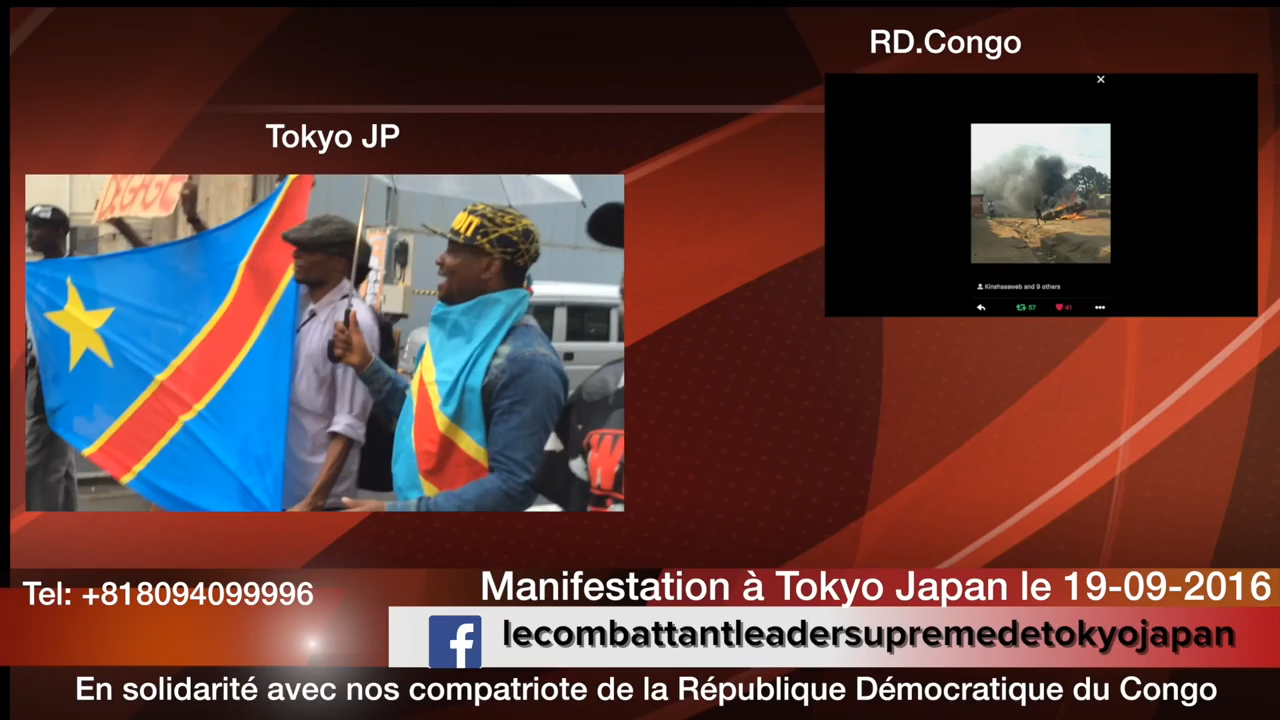 RD.Congo
Tokyo JP
DEGAGE
Kinshasaweb and 9 others
57
41
Tel: +818094099996
Manifestation à Tokyo Japan le 19-09-2016
lecombattantleadersupremedetokyojapan
En solidarité avec nos compatriote de la République Démocratique du Congo